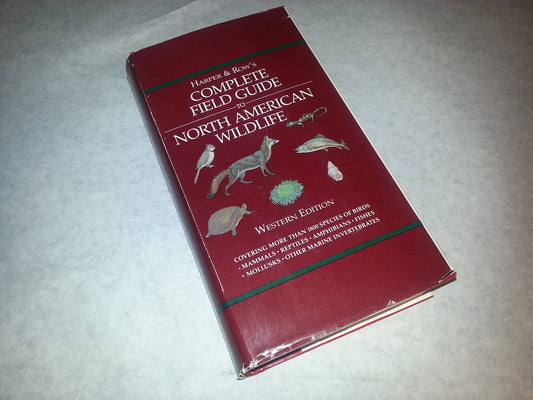 HARPER & ROW'S
COMPLETE
FIELD GUIDE
TO
NORTH AMERICAN
WILDLIFE
WESTERN EDITION
COVERING MORE THAN 1800 SPECIES OF BIRDS
• MAMMALS • REPTILES • AMPHIBIANS • FISHES
• MOLLUSKS • OTHER MARINE INVERTEBRATES